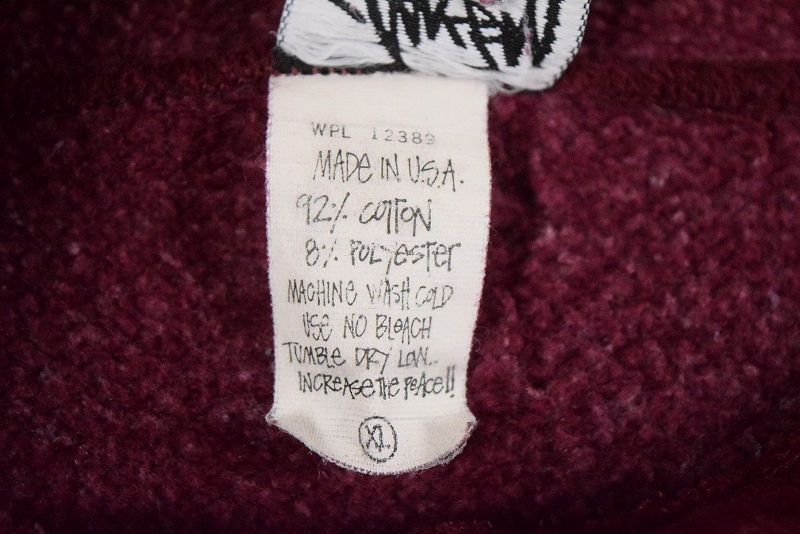 WPL 12389
MADE IN U.S.A.
92% COTTON
8% POLYESTER
MACHINE WASH COLD
USE NO BLEACH
TUMBLE DRY LOW..
INCREASE THE PEACE!!
XL